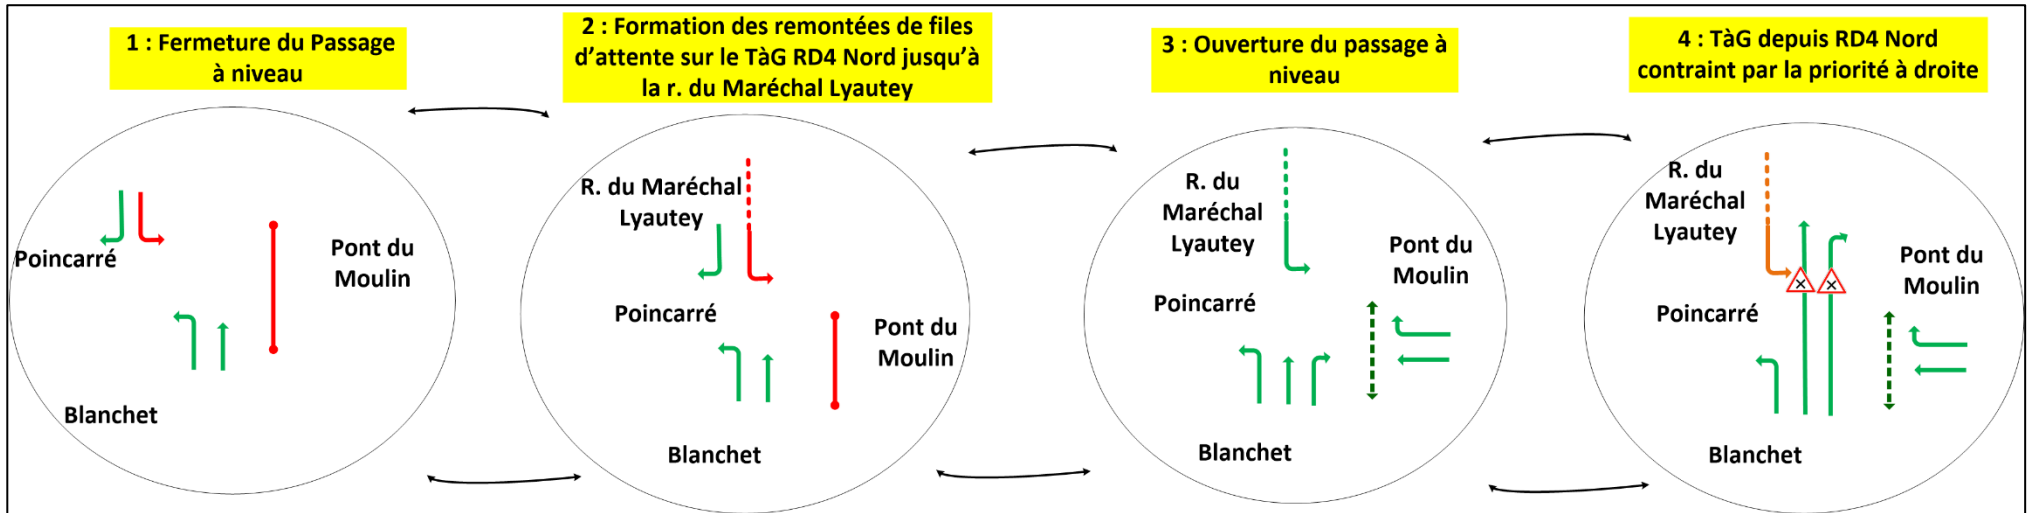 1 : Fermeture du Passage
à niveau
2 : Formation des remontées de files
d'attente sur le TàG RD4 Nord jusqu'à
la r. du Maréchal Lyautey
3 : Ouverture du passage à
niveau
4 : TàG depuis RD4 Nord
contraint par la priorité à droite
Poincarré
Pont du
Moulin
Blanchet
R. du Maréchal
Lyautey
Poincarré
Pont du
Moulin
Blanchet
R. du
Maréchal
Lyautey
Pont du
Moulin
Poincarré
Blanchet
R. du
Maréchal
Lyautey
Pont du
Moulin
Poincarré
Blanchet